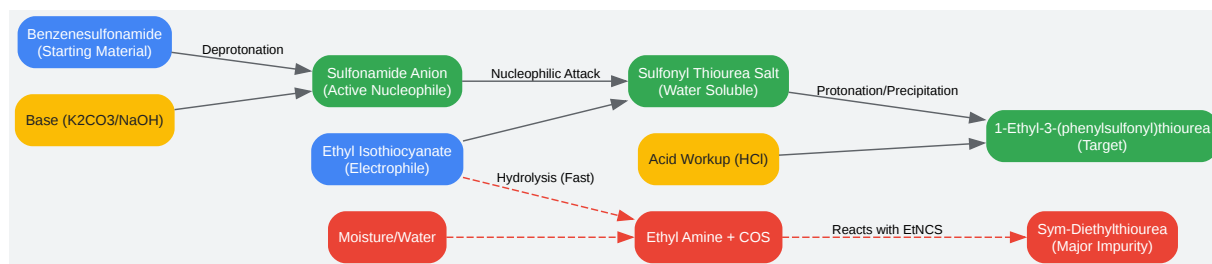 Benzenesulfonamide
(Starting Material)
Deprotonation
Base (K2CO3/NaOH)
Sulfonamide Anion
(Active Nucleophile)
Nucleophilic Attack
Sulfonyl Thiourea Salt
(Water Soluble)
Protonation/Precipitation
1-Ethyl-3-(phenylsulfonyl)thiourea
(Target)
Ethyl Isothiocyanate
(Electrophile)
Acid Workup (HCl)
Hydrolysis (Fast)
Moisture/Water
Ethyl Amine + COS
Reacts with EtNCS
Sym-Diethylthiourea
(Major Impurity)